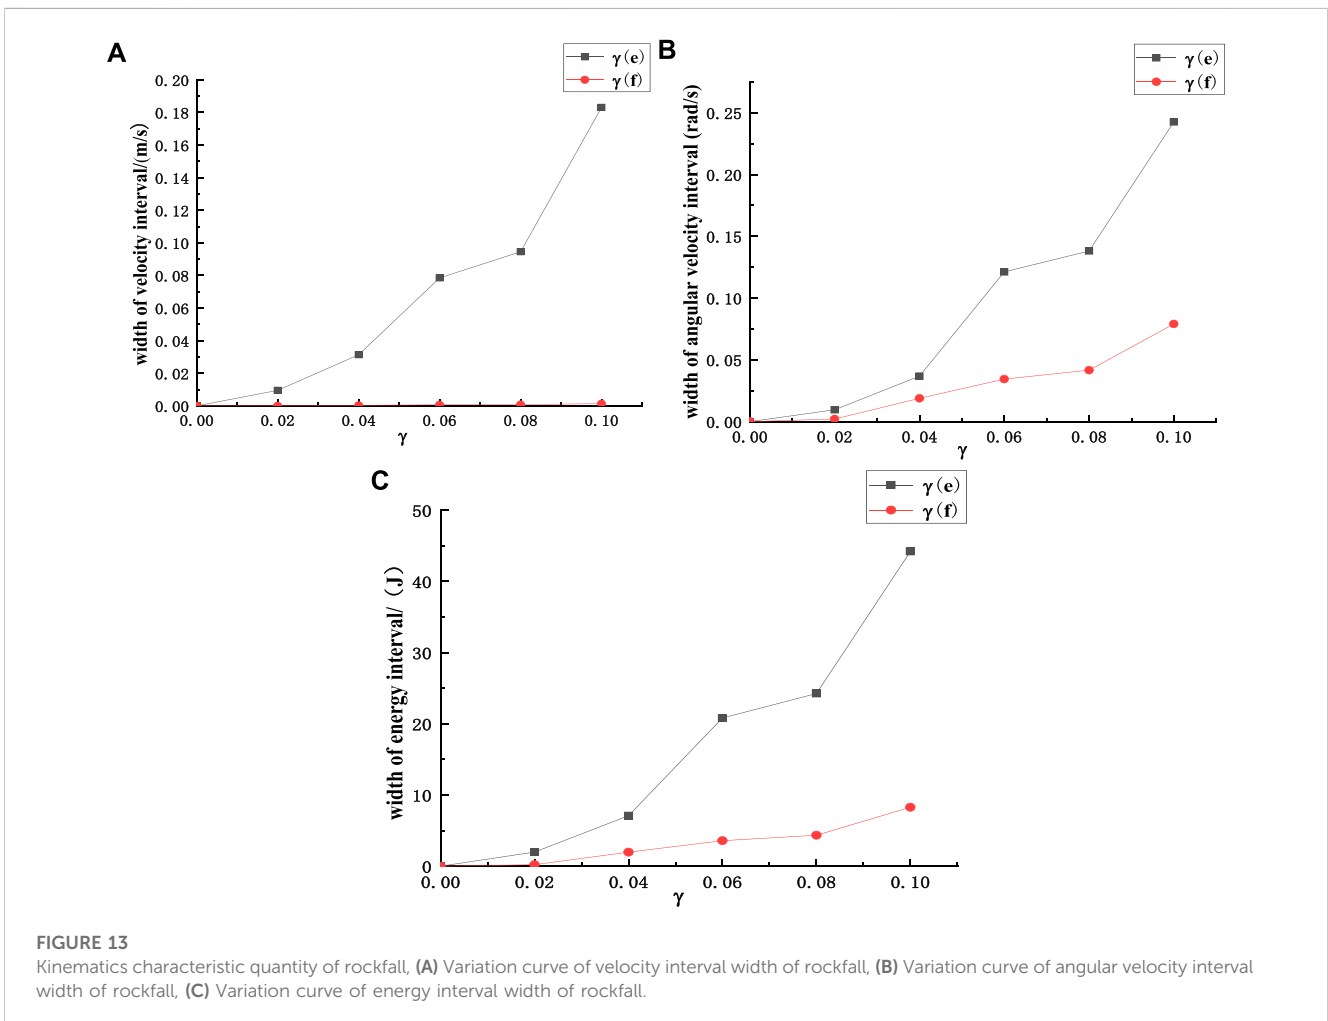 A
γ(e)
γ(f)
0.20
0.18
0.16
0.14
0.12
0.10
0.08
0.06
0.04
0.02
0.00
width of velocity interval/(m/s)
0.00 0.02 0.04 0.06 0.08 0.10
γ
B
γ(e)
γ(f)
0.25
0.20
0.15
0.10
0.05
0.00
width of angular velocity interval (rad/s)
0.00 0.02 0.04 0.06 0.08 0.10
γ
C
γ(e)
γ(f)
50
40
30
20
10
0
width of energy interval/（J）
0.00 0.02 0.04 0.06 0.08 0.10
γ
FIGURE 13
Kinematics characteristic quantity of rockfall, (A) Variation curve of velocity interval width of rockfall, (B) Variation curve of angular velocity interval
width of rockfall, (C) Variation curve of energy interval width of rockfall.